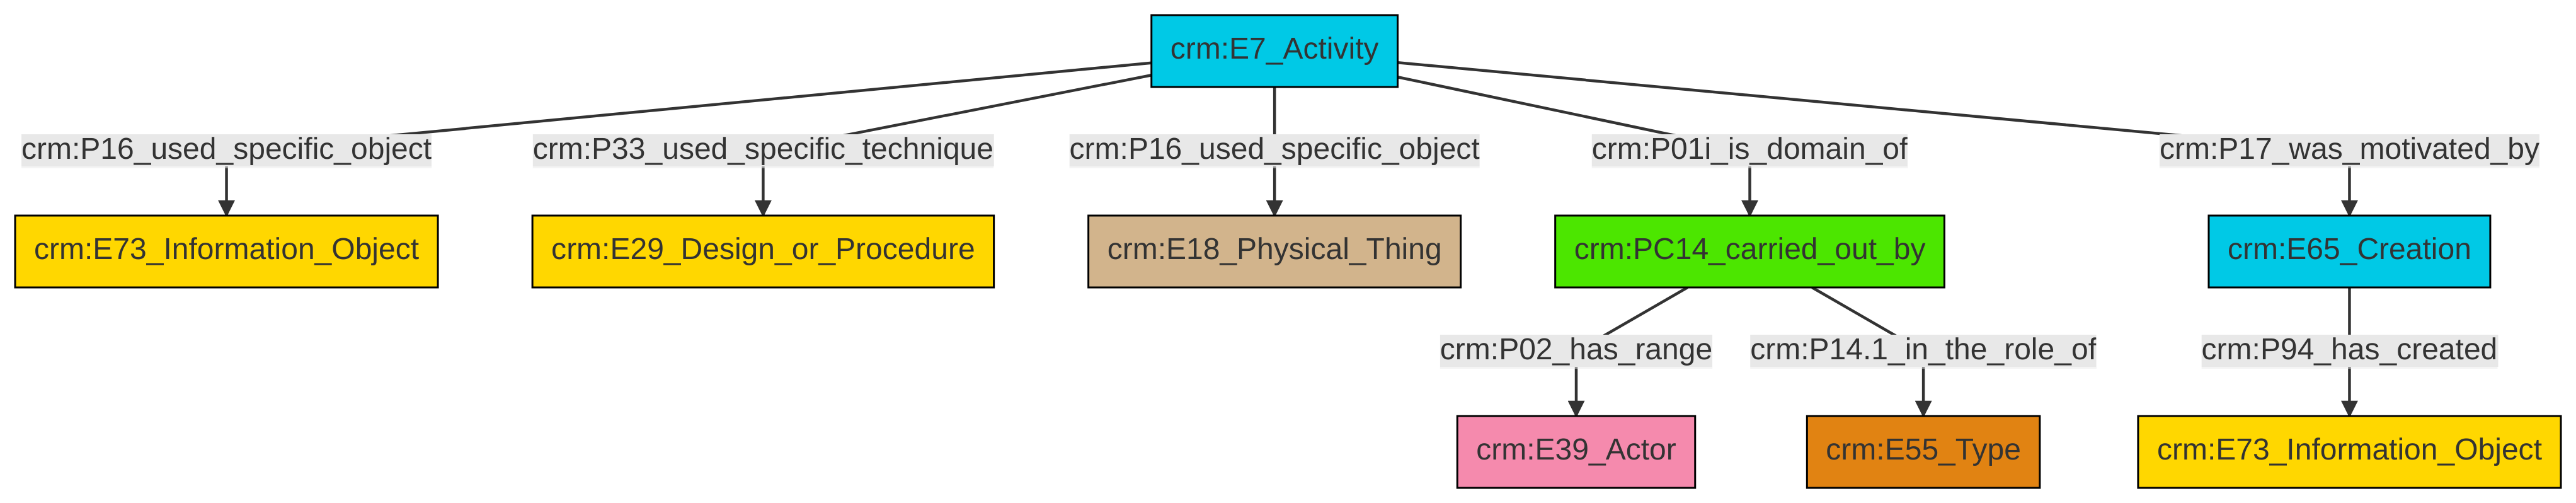 crm:E7_Activity
crm:P16_used_specific_object
crm:P33_used_specific_technique
crm:P16_used_specific_object
crm:P01i_is_domain_of
crm:P17_was_motivated_by
crm:E73_Information_Object
crm:E29_Design_or_Procedure
crm:E18_Physical_Thing
crm:PC14_carried_out_by
crm:E65_Creation
crm:P02_has_range
crm:P14.1_in_the_role_of
crm:P94_has_created
crm:E39_Actor
crm:E55_Type
crm:E73_Information_Object